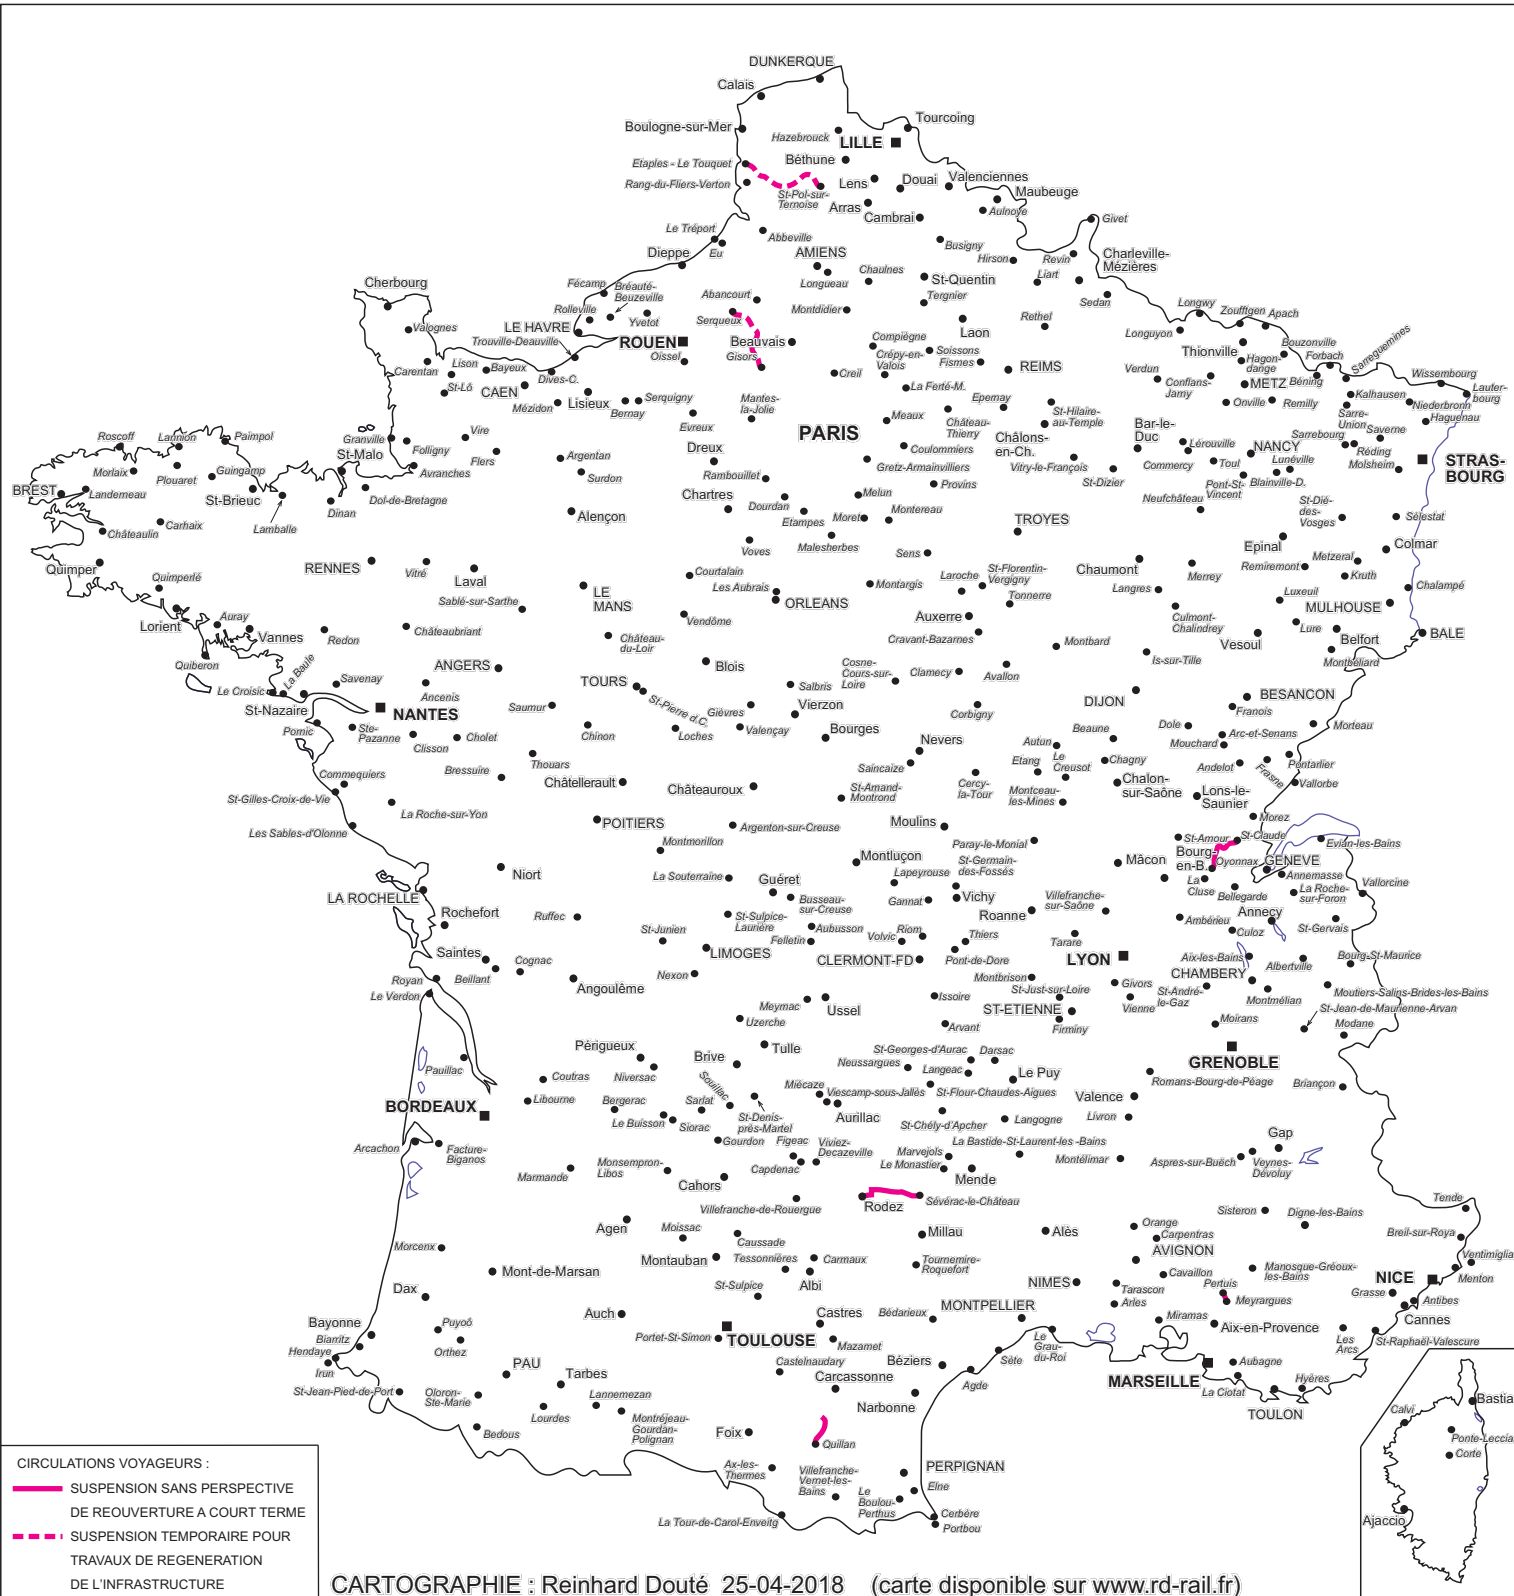 DUNKERQUE
Calais
Tourcoing
Boulogne-sur-Mer
Hazebrouck
LILLE
Etaples - Le Touquet
Béthune
Rang-du-Fliers-Verton
St-Pol-sur-
Ternoise
Lens
Douai
Valenciennes
Maubeuge
Arras
Cambrai
Aulnoye
Givet
Le Tréport
Eu
Abbeville
Dieppe
AMIENS
Longueau
Busigny
Hirson
Revin
Charleville-
Mézières
Liart
Chaulnes
St-Quentin
Tergnier
Sedan
Cherbourg
Fécamp
Bréauté-
Beuzeville
Abancourt
Montdidier
Rolleville
Yvetot
Serqueux
Valognes
LE HAVRE
Trouville-Deauville
ROUEN
Oissel
Beauvais
Gisors
Laon
Rethel
Longwy
Zoufftgen
Apach
Longuyon
Thionville
Bouzonville
Hagon-
dange
Forbach
Sarreguemines
Compiègne
Crépy-en-
Valois
Soissons
Fismes
REIMS
Verdun
Conflans-
Jarny
METZ
Béning
Wissembourg
Lauter-
bourg
Carentan
Lison
Bayeux
St-Lô
CAEN
Dives-C.
Mézidon
Lisieux
Serquigny
Bernay
Evreux
Mantes-
la-Jolie
Creil
La Ferté-M.
Meaux
Château-
Thierry
Epernay
St-Hilaire-
au-Temple
Onville
Remilly
Kalhausen
Niederbronn
Sarre-
Union
Haguenau
Saverne
Sarrebourg
Réding
Molsheim
STRAS-
BOURG
Roscoff
Lannion
Paimpol
Granville
St-Malo
Folligny
Avranches
Vire
Flers
Argentan
Surdon
Dreux
Rambouillet
PARIS
Coulommiers
Gretz-Armainvilliers
Provins
Châlons-
en-Ch.
Vitry-le-François
Bar-le-
Duc
Lérouville
Commercy
St-Dizier
Toul
NANCY
Lunéville
Blainville-D.
Pont-St-
Vincent
Neufchâteau
St-Dié-
des-
Vosges
Sélestat
Morlaix
Plouaret
Guingamp
BREST
Landerneau
St-Brieuc
Lamballe
Dinan
Dol-de-Bretagne
Châteaulin
Carhaix
Alençon
Chartres
Dourdan
Etampes
Melun
Moret
Montereau
Malesherbes
TROYES
Epinal
Colmar
Quimper
Quimperlé
RENNES
Vitré
Laval
Voves
Sens
Laroche
St-Florentin-
Vergigny
Tonnerre
Chaumont
Langres
Merrey
Remiremont
Metzeral
Kruth
Chalampé
Sablé-sur-Sarthe
LE
MANS
Courtalain
Les Aubrais
ORLEANS
Montargis
Auxerre
Culmont-
Chalindrey
Luxeuil
MULHOUSE
Lorient
Auray
Vannes
Redon
Châteaubriant
Vendôme
Château-
du-Loir
Cravant-Bazarnes
Montbard
Vesoul
Lure
Belfort
BALE
Quiberon
La Baule
Le Croisic
Savenay
ANGERS
Ancenis
Blois
Cosne-
Cours-sur-
Loire
Clamecy
Avallon
Is-sur-Tille
Montbéliard
St-Nazaire
NANTES
TOURS
St-Pierre d.C.
Salbris
Vierzon
Gièvres
Corbigny
DIJON
BESANCON
Franois
Pornic
Ste-
Pazanne
Clisson
Cholet
Saumur
Chinon
Loches
Valençay
Bourges
Nevers
Autun
Beaune
Dole
Arc-et-Senans
Mouchard
Morteau
Bressuire
Thouars
Saincaize
Etang
Le
Creusot
Chagny
Andelot
Frasne
Pontarlier
Vallorbe
Commequiers
St-Gilles-Croix-de-Vie
Châtellerault
Châteauroux
St-Amand-
Montrond
Cercy-
la-Tour
Montceau-
les-Mines
Chalon-
sur-Saône
Lons-le-
Saunier
La Roche-sur-Yon
Les Sables-d'Olonne
POITIERS
Montmorillon
Argenton-sur-Creuse
Moulins
Paray-le-Monial
Morez
St-Amour
St-Claude
Evian-les-Bains
Niort
La Souterraine
Montluçon
Lapeyrouse
St-Germain-
des-Fossés
Mâcon
Bourg-
en-B.
Oyonnax
GENEVE
Annemasse
La
Cluse
Bellegarde
La Roche-
sur-Foron
Vallorcine
LA ROCHELLE
Rochefort
Ruffec
Guéret
Busseau-
sur-Creuse
St-Sulpice-
Laurière
Gannat
Vichy
Roanne
Villefranche-
sur-Saône
Ambérieu
Annecy
Culoz
St-Gervais
Saintes
Beillant
Cognac
St-Junien
LIMOGES
Aubusson
Felletin
Volvic
Riom
Thiers
Pont-de-Dore
Tarare
LYON
Aix-les-Bains
Albertville
Bourg-St-Maurice
Royan
Le Verdon
Angoulême
Nexon
CLERMONT-FD
Montbrison
St-Just-sur-Loire
Givors
Vienne
St-André-
le-Gaz
CHAMBERY
Montmélian
Moutiers-Salins-Brides-les-Bains
St-Jean-de-Maurienne-Arvan
Modane
Meymac
Ussel
Uzerche
Issoire
Arvant
ST-ETIENNE
Firminy
Moirans
Pauillac
Périgueux
Niversac
Brive
Tulle
St-Georges-d'Aurac
Darsac
Neussargues
Langeac
Le Puy
GRENOBLE
Romans-Bourg-de-Péage
Briançon
Coutras
Libourne
BORDEAUX
Bergerac
Le Buisson
Siorac
Sarlat
Souillac
St-Denis-
près-Martel
Miécaze
Viescamp-sous-Jallès
St-Flour-Chaudes-Aigues
Aurillac
St-Chély-d'Apcher
Langogne
Valence
Livron
Arcachon
Facture-
Biganos
Gourdon
Figeac
Viviez-
Decazeville
Capdenac
Marvejols
Le Monastier
La Bastide-St-Laurent-les -Bains
Mende
Montélimar
Aspres-sur-Buëch
Gap
Veynes-
Dévoluy
Marmande
Monsempron-
Libos
Cahors
Villefranche-de-Rouergue
Rodez
Sévérac-le-Château
Tende
Morcenx
Agen
Moissac
Caussade
Millau
Alès
Orange
Carpentras
Sisteron
Digne-les-Bains
Breil-sur-Roya
Ventimiglia
Mont-de-Marsan
Montauban
Tessonnières
Carmaux
Albi
Tournemire-
Roquefort
AVIGNON
Cavaillon
Manosque-Gréoux-
les-Bains
NICE
Menton
Dax
St-Sulpice
NIMES
Tarascon
Arles
Pertuis
Meyrargues
Grasse
Antibes
Auch
Castres
Bédarieux
MONTPELLIER
Miramas
Cannes
Bayonne
Biarritz
Hendaye
Irun
Puyoô
Orthez
Portet-St-Simon
TOULOUSE
Mazamet
Le
Grau-
du-Roi
Aix-en-Provence
Les
Arcs
St-Raphaël-Valescure
PAU
Tarbes
Castelnaudary
Carcassonne
Béziers
Sète
Agde
MARSEILLE
Aubagne
La Ciotat
Hyères
TOULON
St-Jean-Pied-de-Port
Oloron-
Ste-Marie
Lannemezan
Lourdes
Montréjeau-
Gourdan-
Polignan
Narbonne
Bedous
Foix
Quillan
Ax-les-
Thermes
Villefranche-
Vernet-les-
Bains
PERPIGNAN
Elne
Le
Boulou-
Perthus
Cerbère
Portbou
La Tour-de-Carol-Enveitg
Bastia
Calvi
Ponte-Leccia
Corte
Ajaccio
CIRCULATIONS VOYAGEURS :
SUSPENSION SANS PERSPECTIVE
DE REOUVERTURE A COURT TERME
SUSPENSION TEMPORAIRE POUR
TRAVAUX DE REGENERATION
DE L'INFRASTRUCTURE
CARTOGRAPHIE : Reinhard Douté 25-04-2018 (carte disponible sur www.rd-rail.fr)